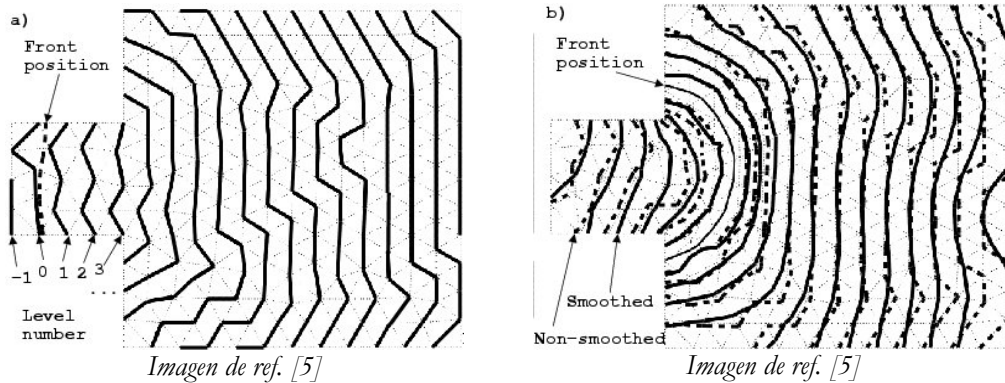 a)
Front
position
-1 0 1 2 3
...
Level
number
Imagen de ref. [5]
b)
Front
position
Smoothed
Non-smoothed
Imagen de ref. [5]